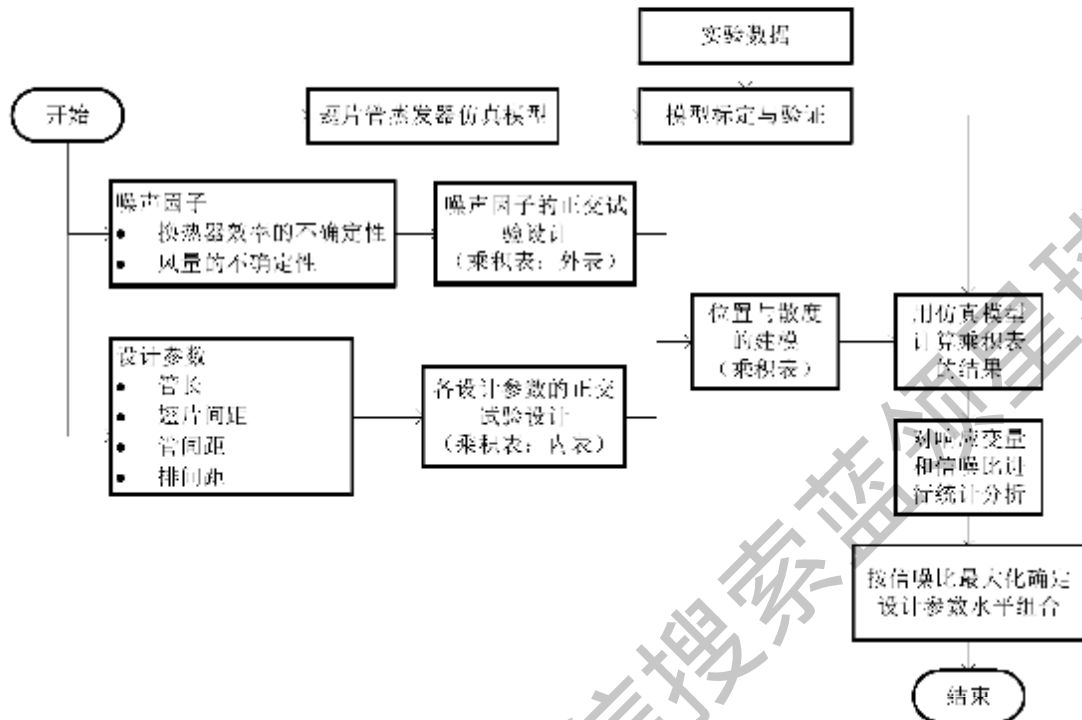 实验数据
开始
翅片管蒸发器仿真模型
模型标定与验证
噪声因子
• 换热器效率的不确定性
• 风量的不确定性
噪声因子的正交试
验设计
（乘积表：外表）
设计参数
• 管长
• 翅片间距
• 管间距
• 排间距
各设计参数的正交
试验设计
（乘积表：内表）
位置与散度
的建模
（乘积表）
用仿真模型
计算乘积表
的结果
对响应变量
和信噪比进
行统计分析
按信噪比最大化确定
设计参数水平组合
结束
信搜索蓝领星球